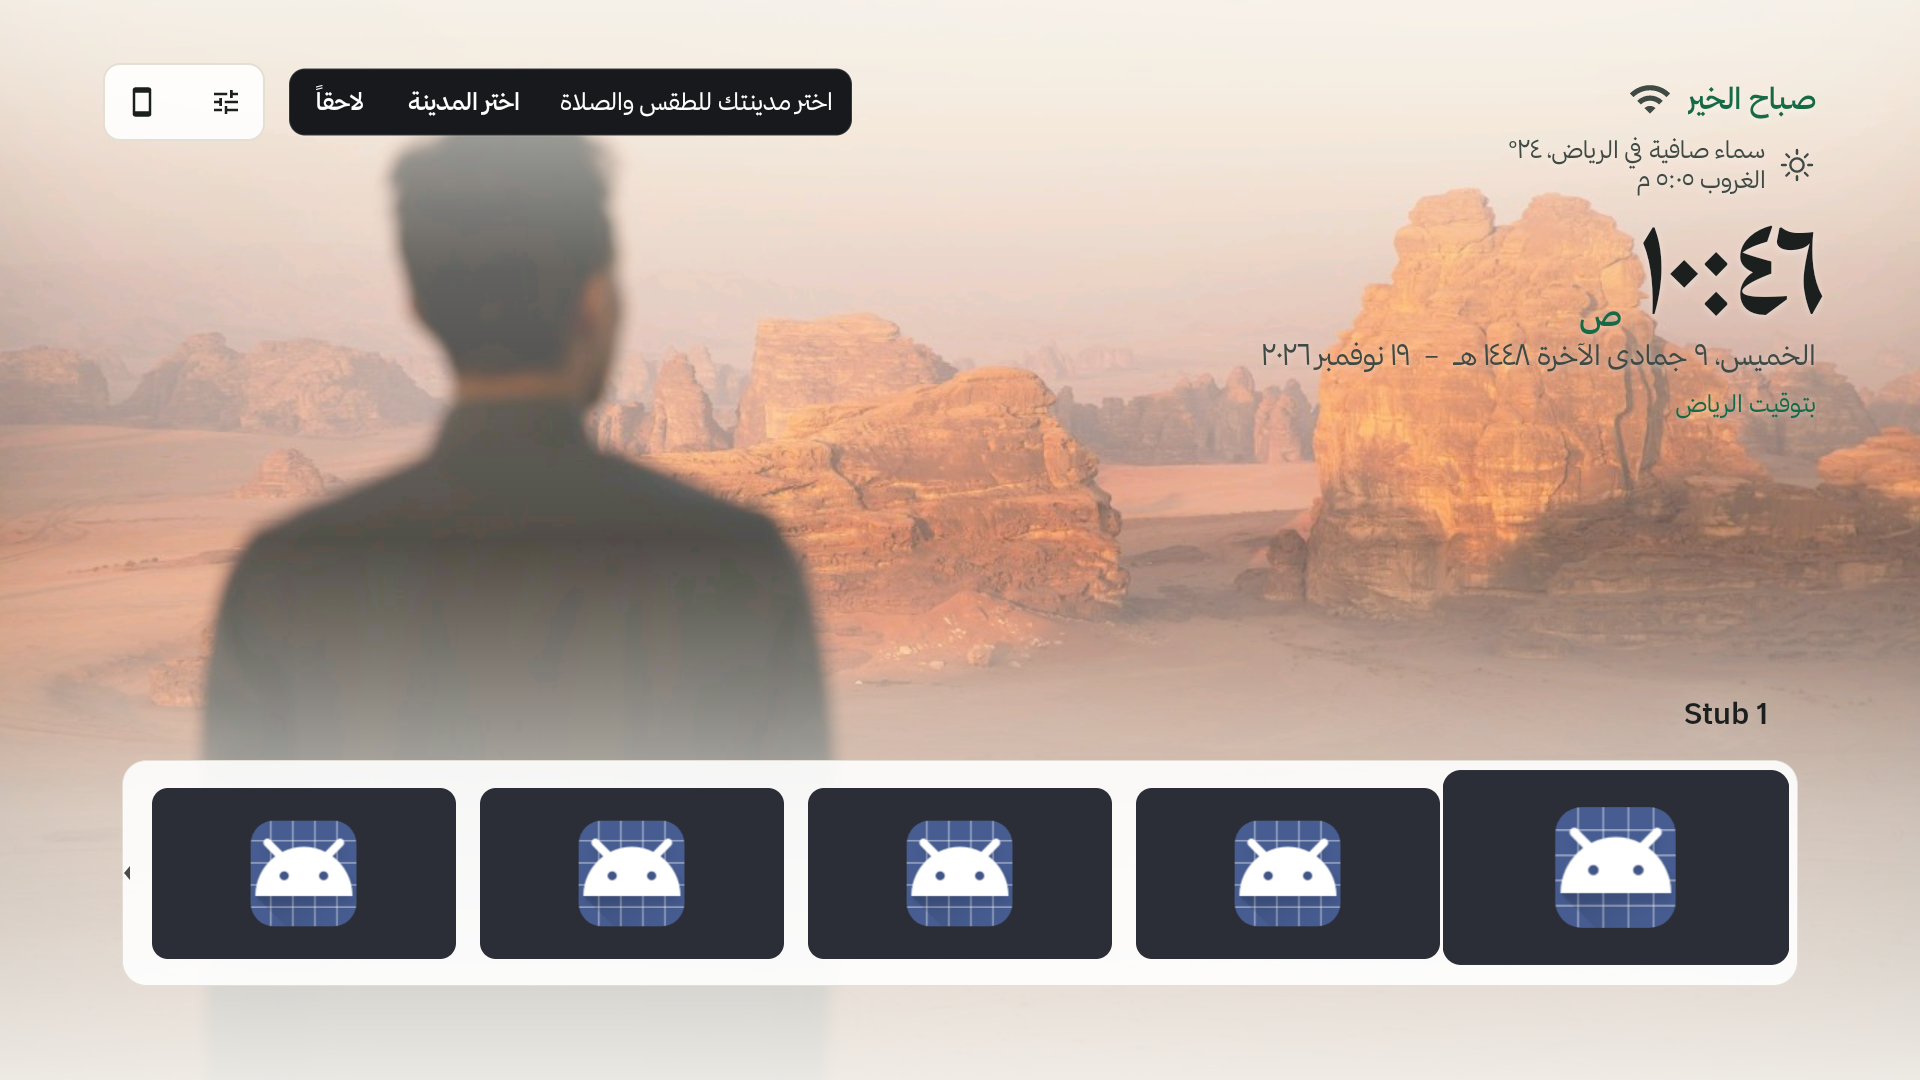 صباح الخير
سماء صافية في الرياض، ٢٤°
الغروب ٥:٠٥ م
١٠:٤٦ ص
الخميس، ٩ جمادى الآخرة ١٤٤٨ هـ – ١٩ نوفمبر ٢٠٢٦
بتوقيت الرياض
اختر مدينتك للطقس والصلاة اختر المدينة لاحقاً
Stub 1